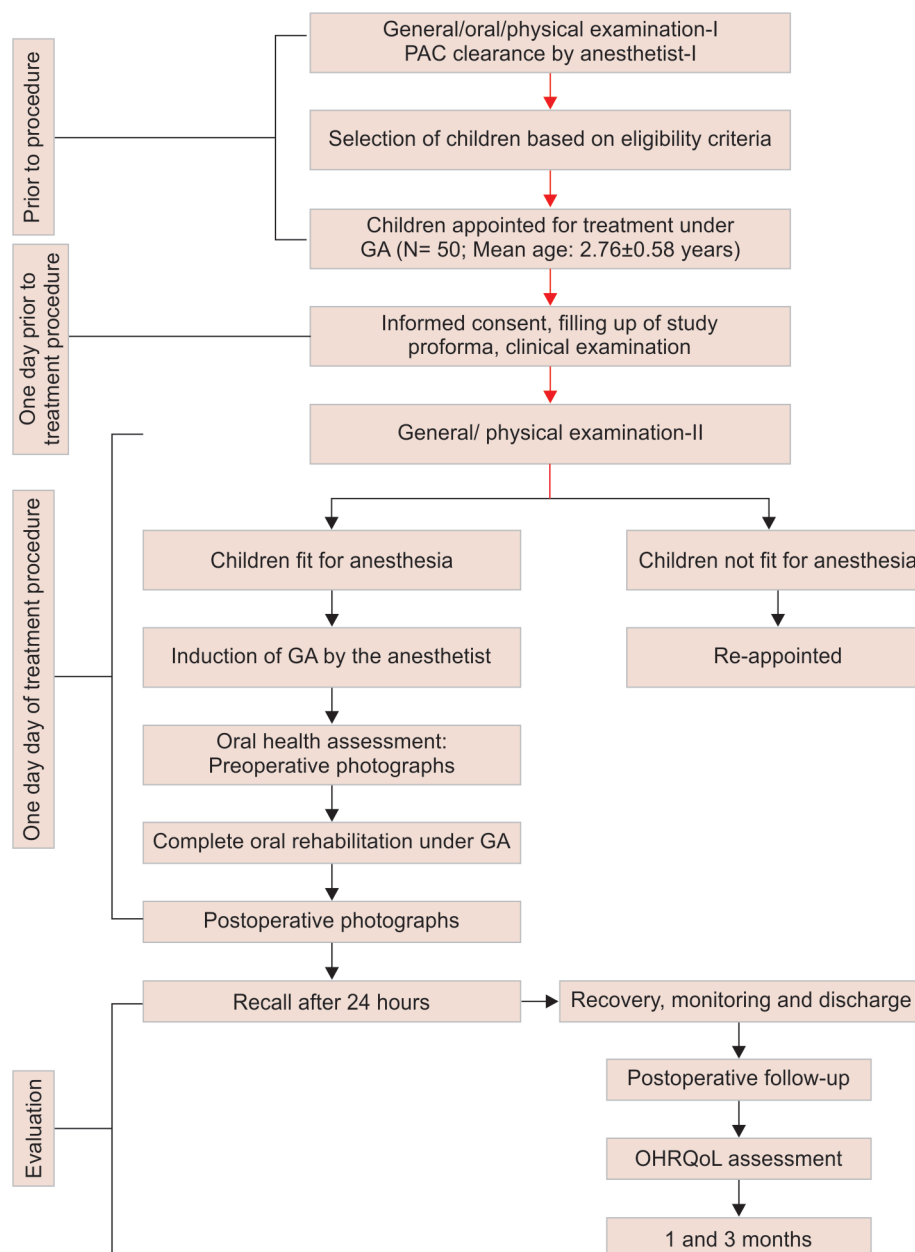 Prior to procedure
General/oral/physical examination-I
PAC clearance by anesthetist-I
Selection of children based on eligibility criteria
Children appointed for treatment under
GA (N= 50; Mean age: 2.76±0.58 years)
One day prior to
treatment procedure
Informed consent, filling up of study
proforma, clinical examination
One day day of treatment procedure
General/ physical examination-II
Children fit for anesthesia
Children not fit for anesthesia
Induction of GA by the anesthetist
Re-appointed
Oral health assessment:
Preoperative photographs
Complete oral rehabilitation under GA
Postoperative photographs
Evaluation
Recall after 24 hours
Recovery, monitoring and discharge
Postoperative follow-up
OHRQoL assessment
1 and 3 months